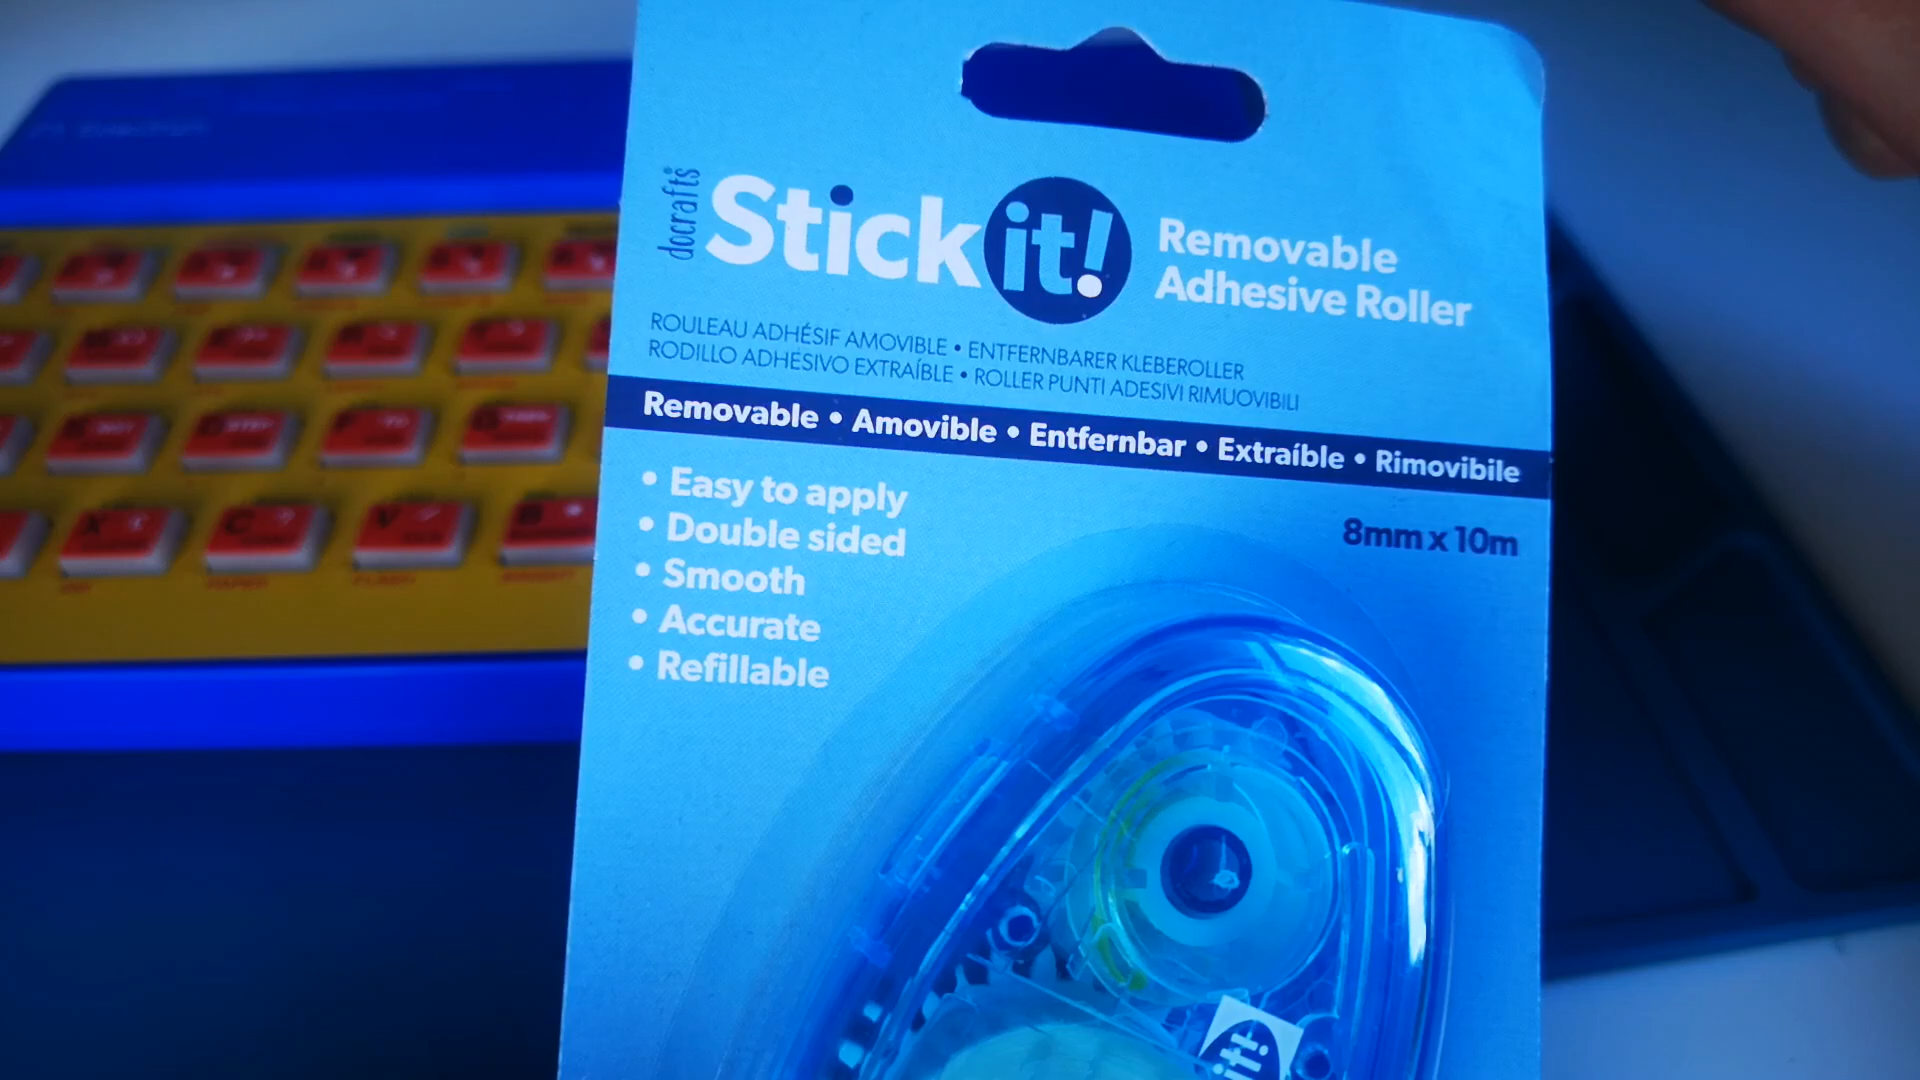 docrafts
Stick it!
Removable
Adhesive Roller
ROULEAU ADHÉSIF AMOVIBLE • ENTFERNBARER KLEBEROLLER
RODILLO ADHESIVO EXTRAÍBLE • ROLLER PUNTI ADESIVI RIMUOVIBILI
Removable • Amovible • Entfernbar • Extraíble • Rimovibile
• Easy to apply
• Double sided
• Smooth
• Accurate
• Refillable
8mm x 10m
it!
X
C
V
B